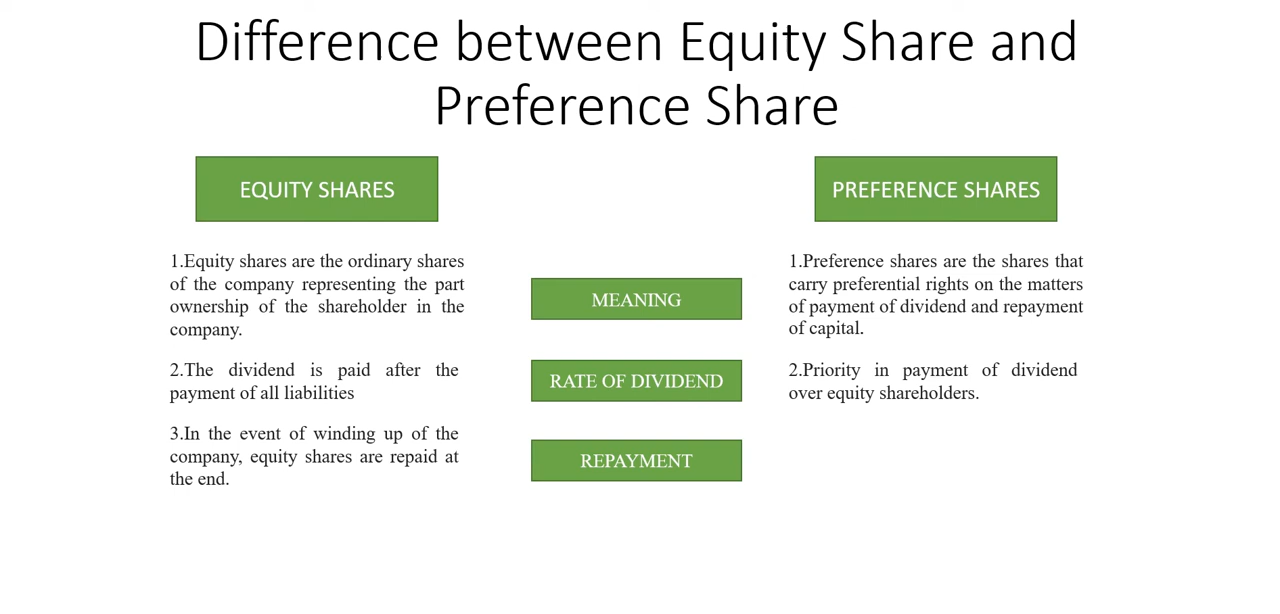 Difference between Equity Share and
Preference Share
EQUITY SHARES
PREFERENCE SHARES
1.Equity shares are the ordinary shares
of the company representing the part
ownership of the shareholder in the
company.
MEANING
1.Preference shares are the shares that
carry preferential rights on the matters
of payment of dividend and repayment
of capital.
2.The dividend is paid after the
payment of all liabilities
RATE OF DIVIDEND
2.Priority in payment of dividend
over equity shareholders.
3.In the event of winding up of the
company, equity shares are repaid at
the end.
REPAYMENT